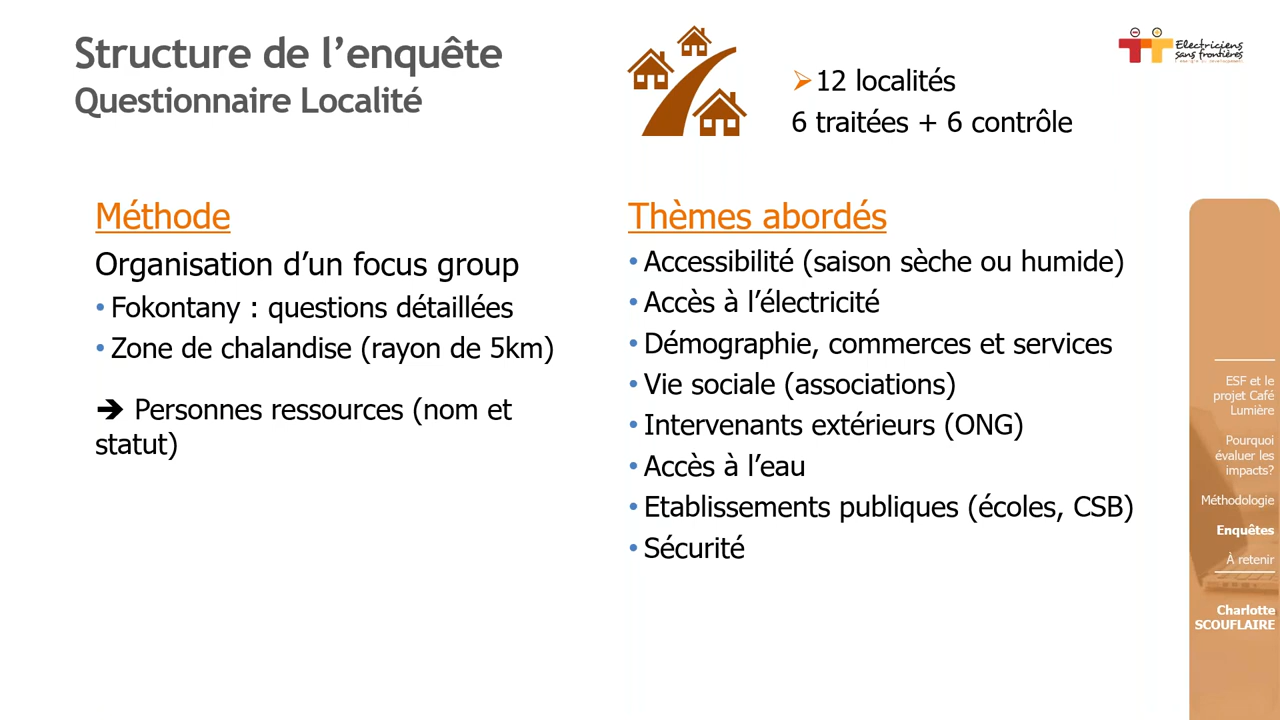 Structure de l’enquête
Questionnaire Localité
12 localités
6 traitées + 6 contrôle
Electriciens
sans frontières
Méthode
Organisation d’un focus group
• Fokontany : questions détaillées
• Zone de chalandise (rayon de 5km)
➔ Personnes ressources (nom et
statut)
Thèmes abordés
• Accessibilité (saison sèche ou humide)
• Accès à l’électricité
• Démographie, commerces et services
• Vie sociale (associations)
• Intervenants extérieurs (ONG)
• Accès à l’eau
• Etablissements publiques (écoles, CSB)
• Sécurité
ESF et le
projet Café
Lumière
Pourquoi
évaluer les
impacts?
Méthodologie
Enquêtes
À retenir
Charlotte
SCOUFLAIRE